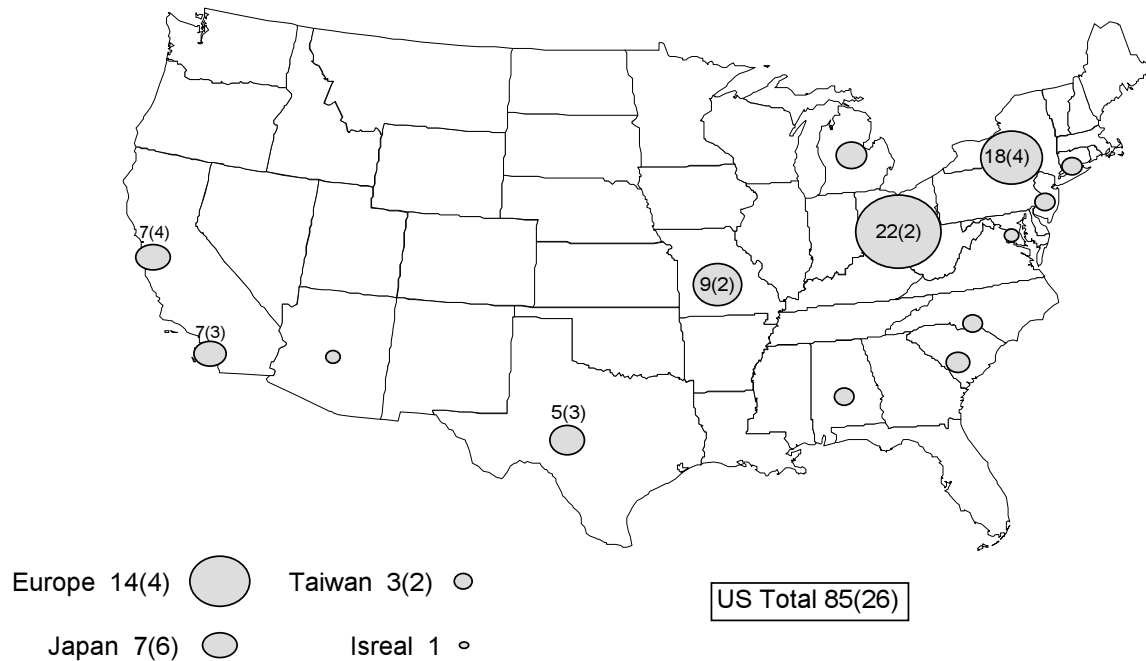 18(4)
22(2)
7(4)
9(2)
7(3)
5(3)
Europe 14(4)
Taiwan 3(2)
US Total 85(26)
Japan 7(6)
Isreal 1